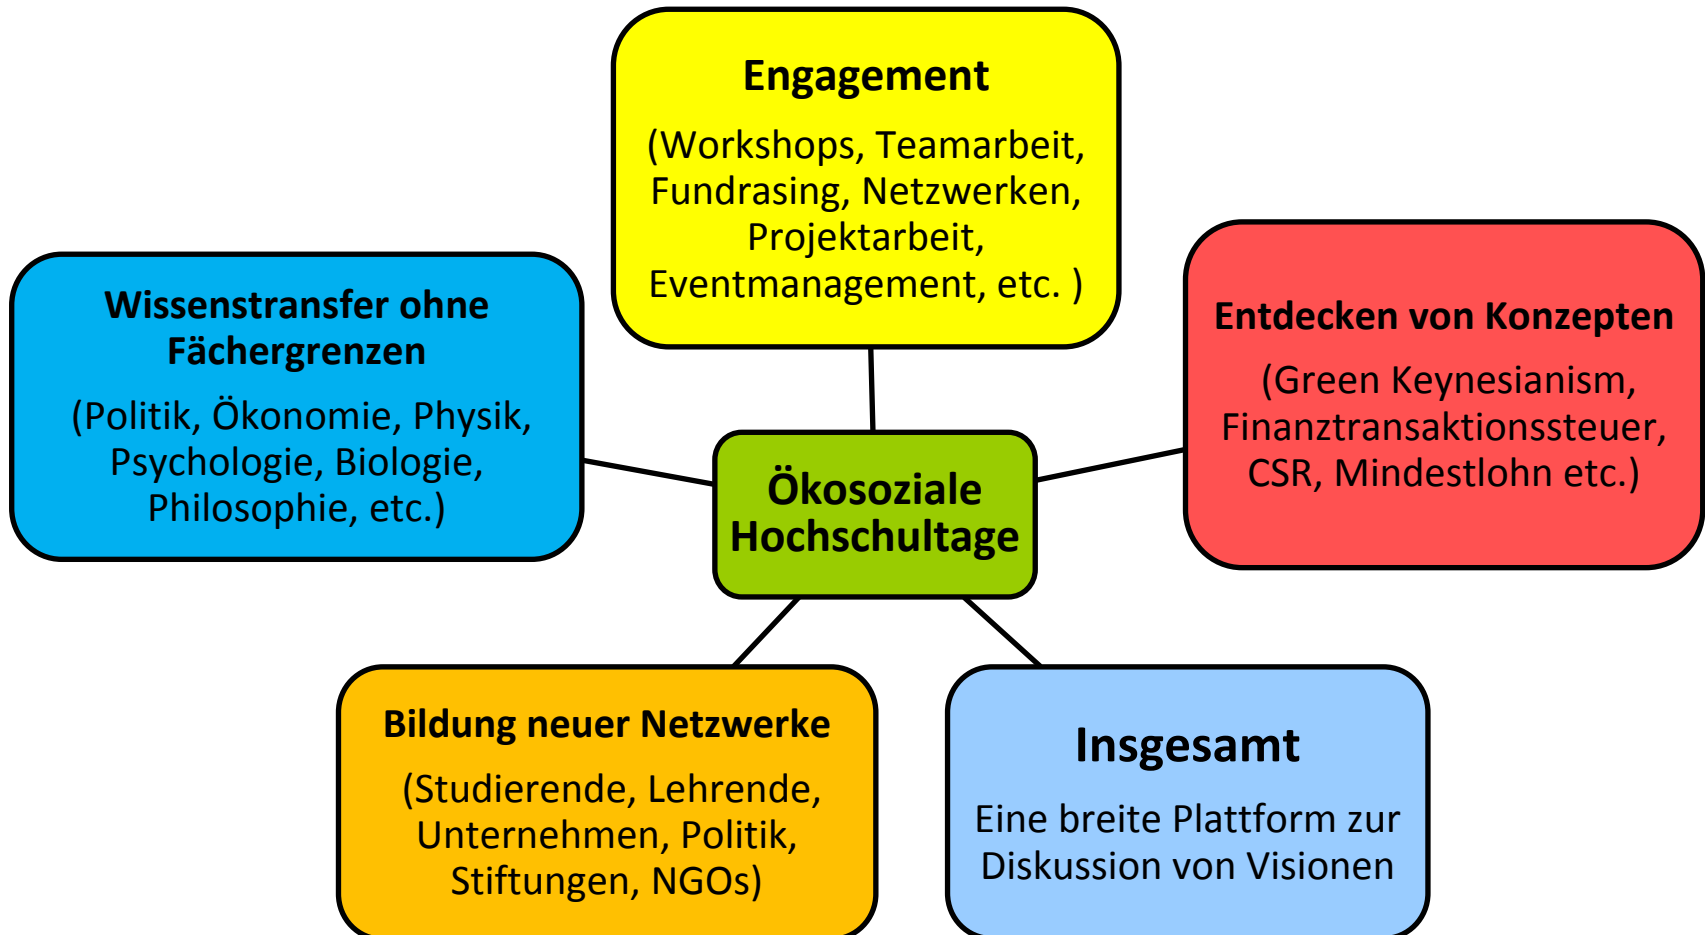 Engagement
(Workshops, Teamarbeit,
Fundrasing, Netzwerken,
Projektarbeit,
Eventmanagement, etc. )
Wissenstransfer ohne
Fächergrenzen
(Politik, Ökonomie, Physik,
Psychologie, Biologie,
Philosophie, etc.)
Entdecken von Konzepten
(Green Keynesianism,
Finanztransaktionssteuer,
CSR, Mindestlohn etc.)
Ökosoziale
Hochschultage
Bildung neuer Netzwerke
(Studierende, Lehrende,
Unternehmen, Politik,
Stiftungen, NGOs)
Insgesamt
Eine breite Plattform zur
Diskussion von Visionen